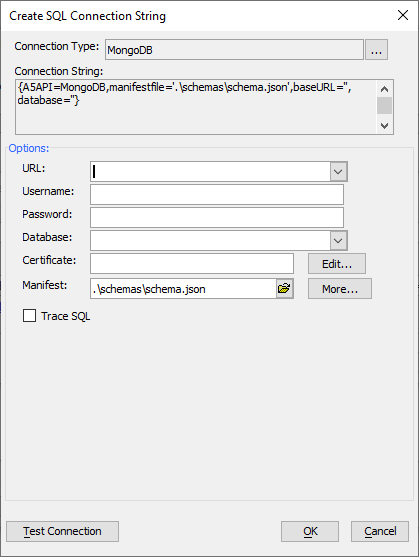 Create SQL Connection String
Connection Type: MongoDB ...
Connection String:
{A5API=MongoDB,manifestfile='.\schemas\schema.json',baseURL='',
database=''}
Options:
URL:
Username:
Password:
Database:
Certificate: Edit...
Manifest: .\schemas\schema.json More...
Trace SQL
Test Connection OK Cancel